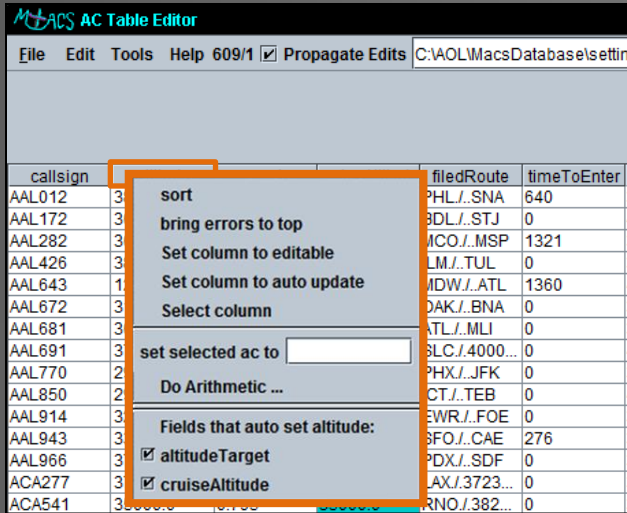 MACS AC Table Editor
File Edit Tools Help 609/1 Propagate Edits C:\AOL\MacsDatabase\settin
callsign filedRoute timeToEnter
AAL012 PHL./..SNA 640
AAL172 BDL./..STJ 0
AAL282 MCO./..MSP 1321
AAL426 LM./..TUL 0
AAL643 MDW./..ATL 1360
AAL672 OAK./..BNA 0
AAL681 ATL./..MLI 0
AAL691 SLC./.4000... 0
AAL770 PHX./..JFK 0
AAL850 CT./..TEB 0
AAL914 EWR./..FOE 0
AAL943 SFO./..CAE 276
AAL966 PDX./..SDF 0
ACA277 LAX./.3723... 0
ACA541 RNO./.382... 0
sort
bring errors to top
Set column to editable
Set column to auto update
Select column
set selected ac to
Do Arithmetic ...
Fields that auto set altitude:
altitudeTarget
cruiseAltitude